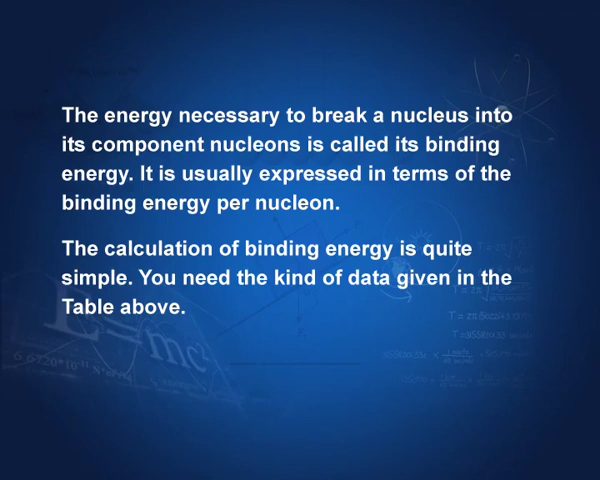 The energy necessary to break a nucleus into
its component nucleons is called its binding
energy. It is usually expressed in terms of the
binding energy per nucleon.
The calculation of binding energy is quite
simple. You need the kind of data given in the
Table above.
E=mc²